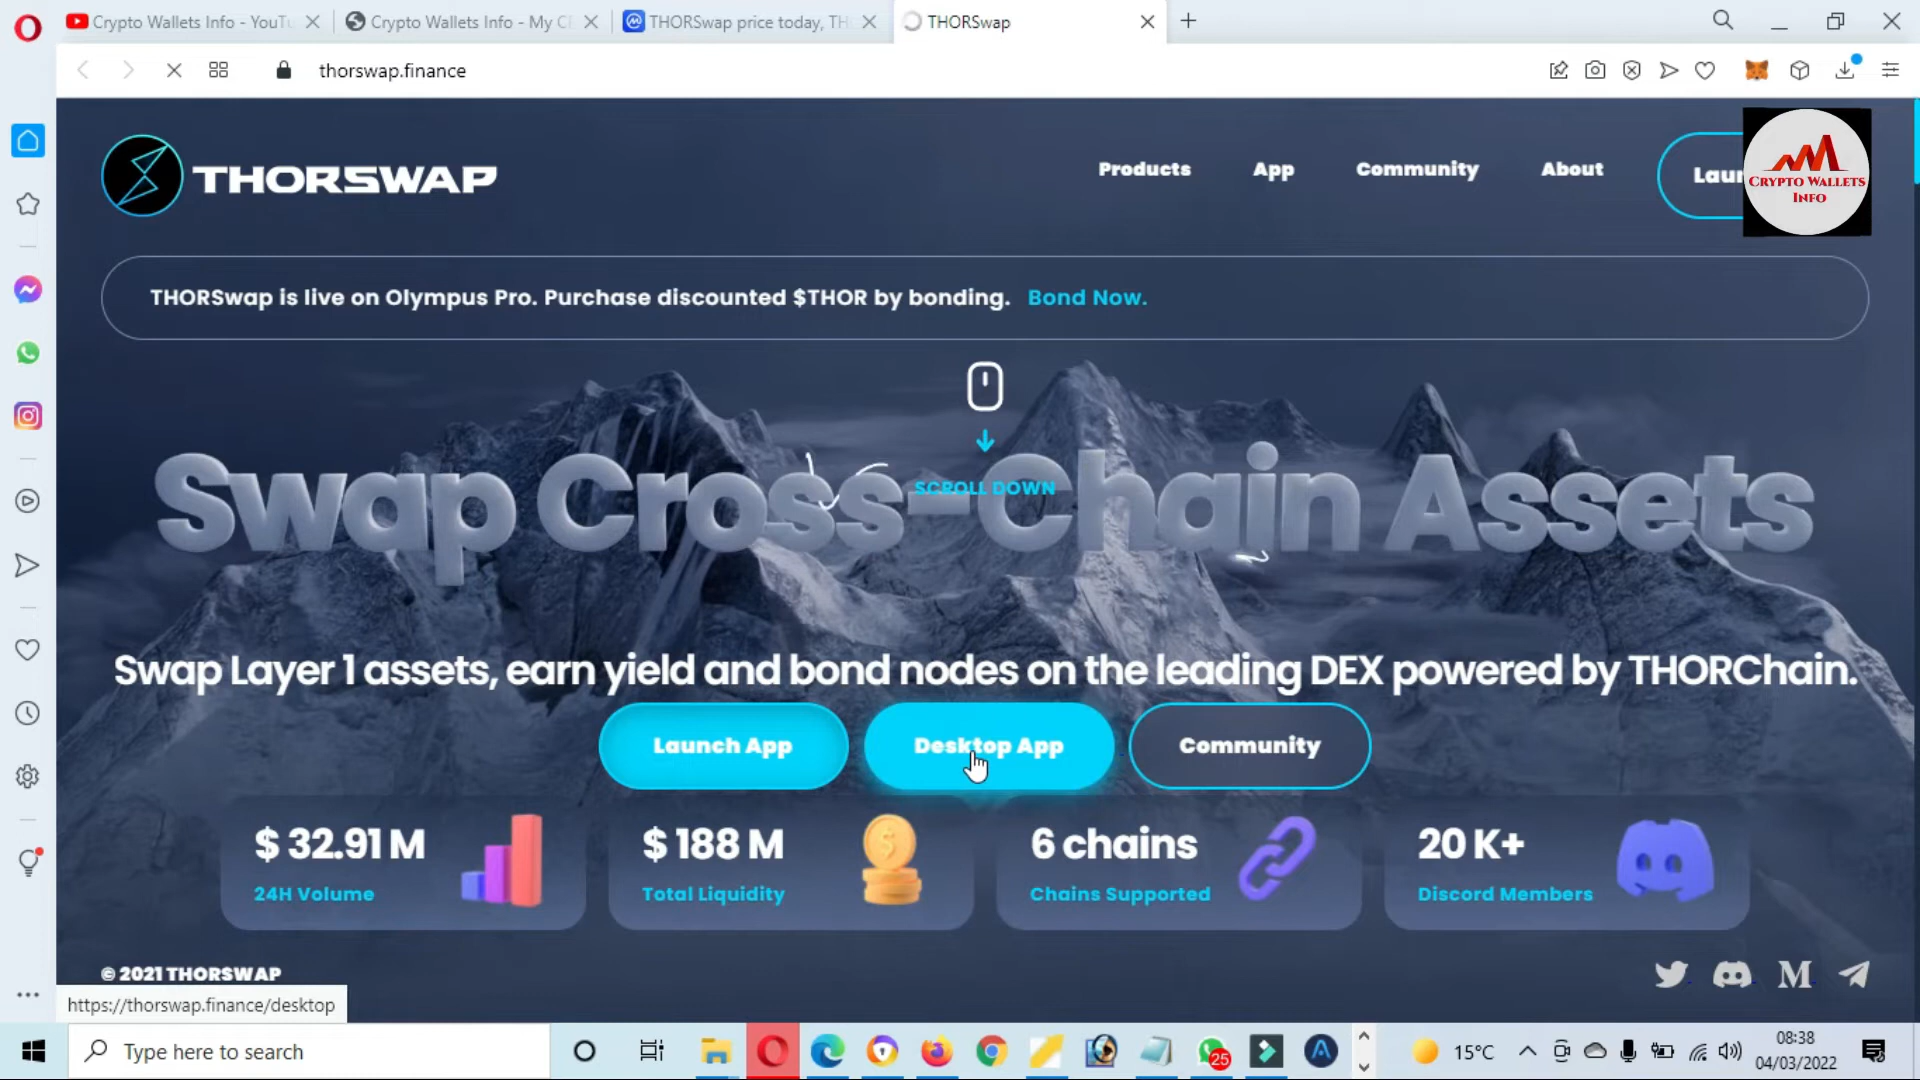 Crypto Wallets Info - YouTu
Crypto Wallets Info - My C
THORSwap price today, TH
THORSwap
thorswap.finance
THORSWAP
Products
App
Community
About
Laun
CRYPTO WALLETS
INFO
THORSwap is live on Olympus Pro. Purchase discounted $THOR by bonding. Bond Now.
SCROLL DOWN
Swap Cross-Chain Assets
Swap Layer 1 assets, earn yield and bond nodes on the leading DEX powered by THORChain.
Launch App
Desktop App
Community
$ 32.91 M
24H Volume
$ 188 M
Total Liquidity
6 chains
Chains Supported
20 K+
Discord Members
© 2021 THORSWAP
https://thorswap.finance/desktop
Type here to search
25
15°C
08:38
04/03/2022